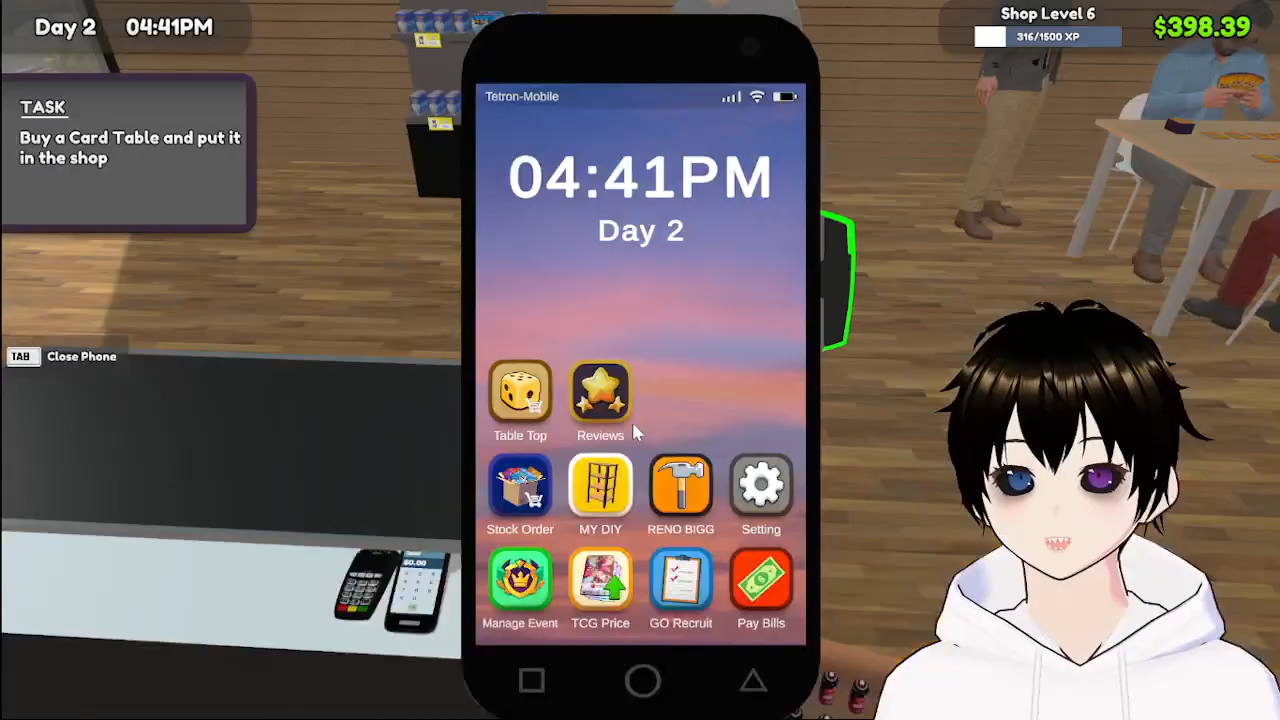 Day 2 04:41PM
Shop Level 6
316/1500 XP
$398.39
TASK
Buy a Card Table and put it
in the shop
TAB Close Phone
Tetron-Mobile
04:41PM
Day 2
Table Top Reviews
Stock Order MY DIY RENO BIGG Setting
Manage Event TCG Price GO Recruit Pay Bills
$0.00